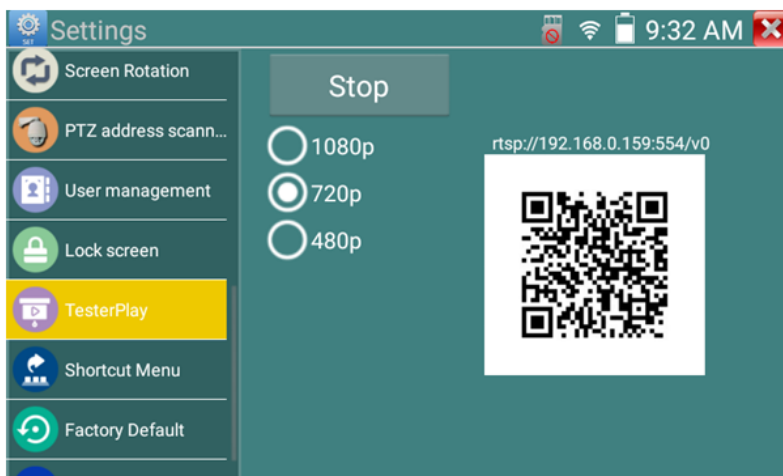 Settings
9:32 AM
SET
Screen Rotation
PTZ address scann...
User management
Lock screen
TesterPlay
Shortcut Menu
Factory Default
Stop
1080p
720p
480p
rtsp://192.168.0.159:554/v0